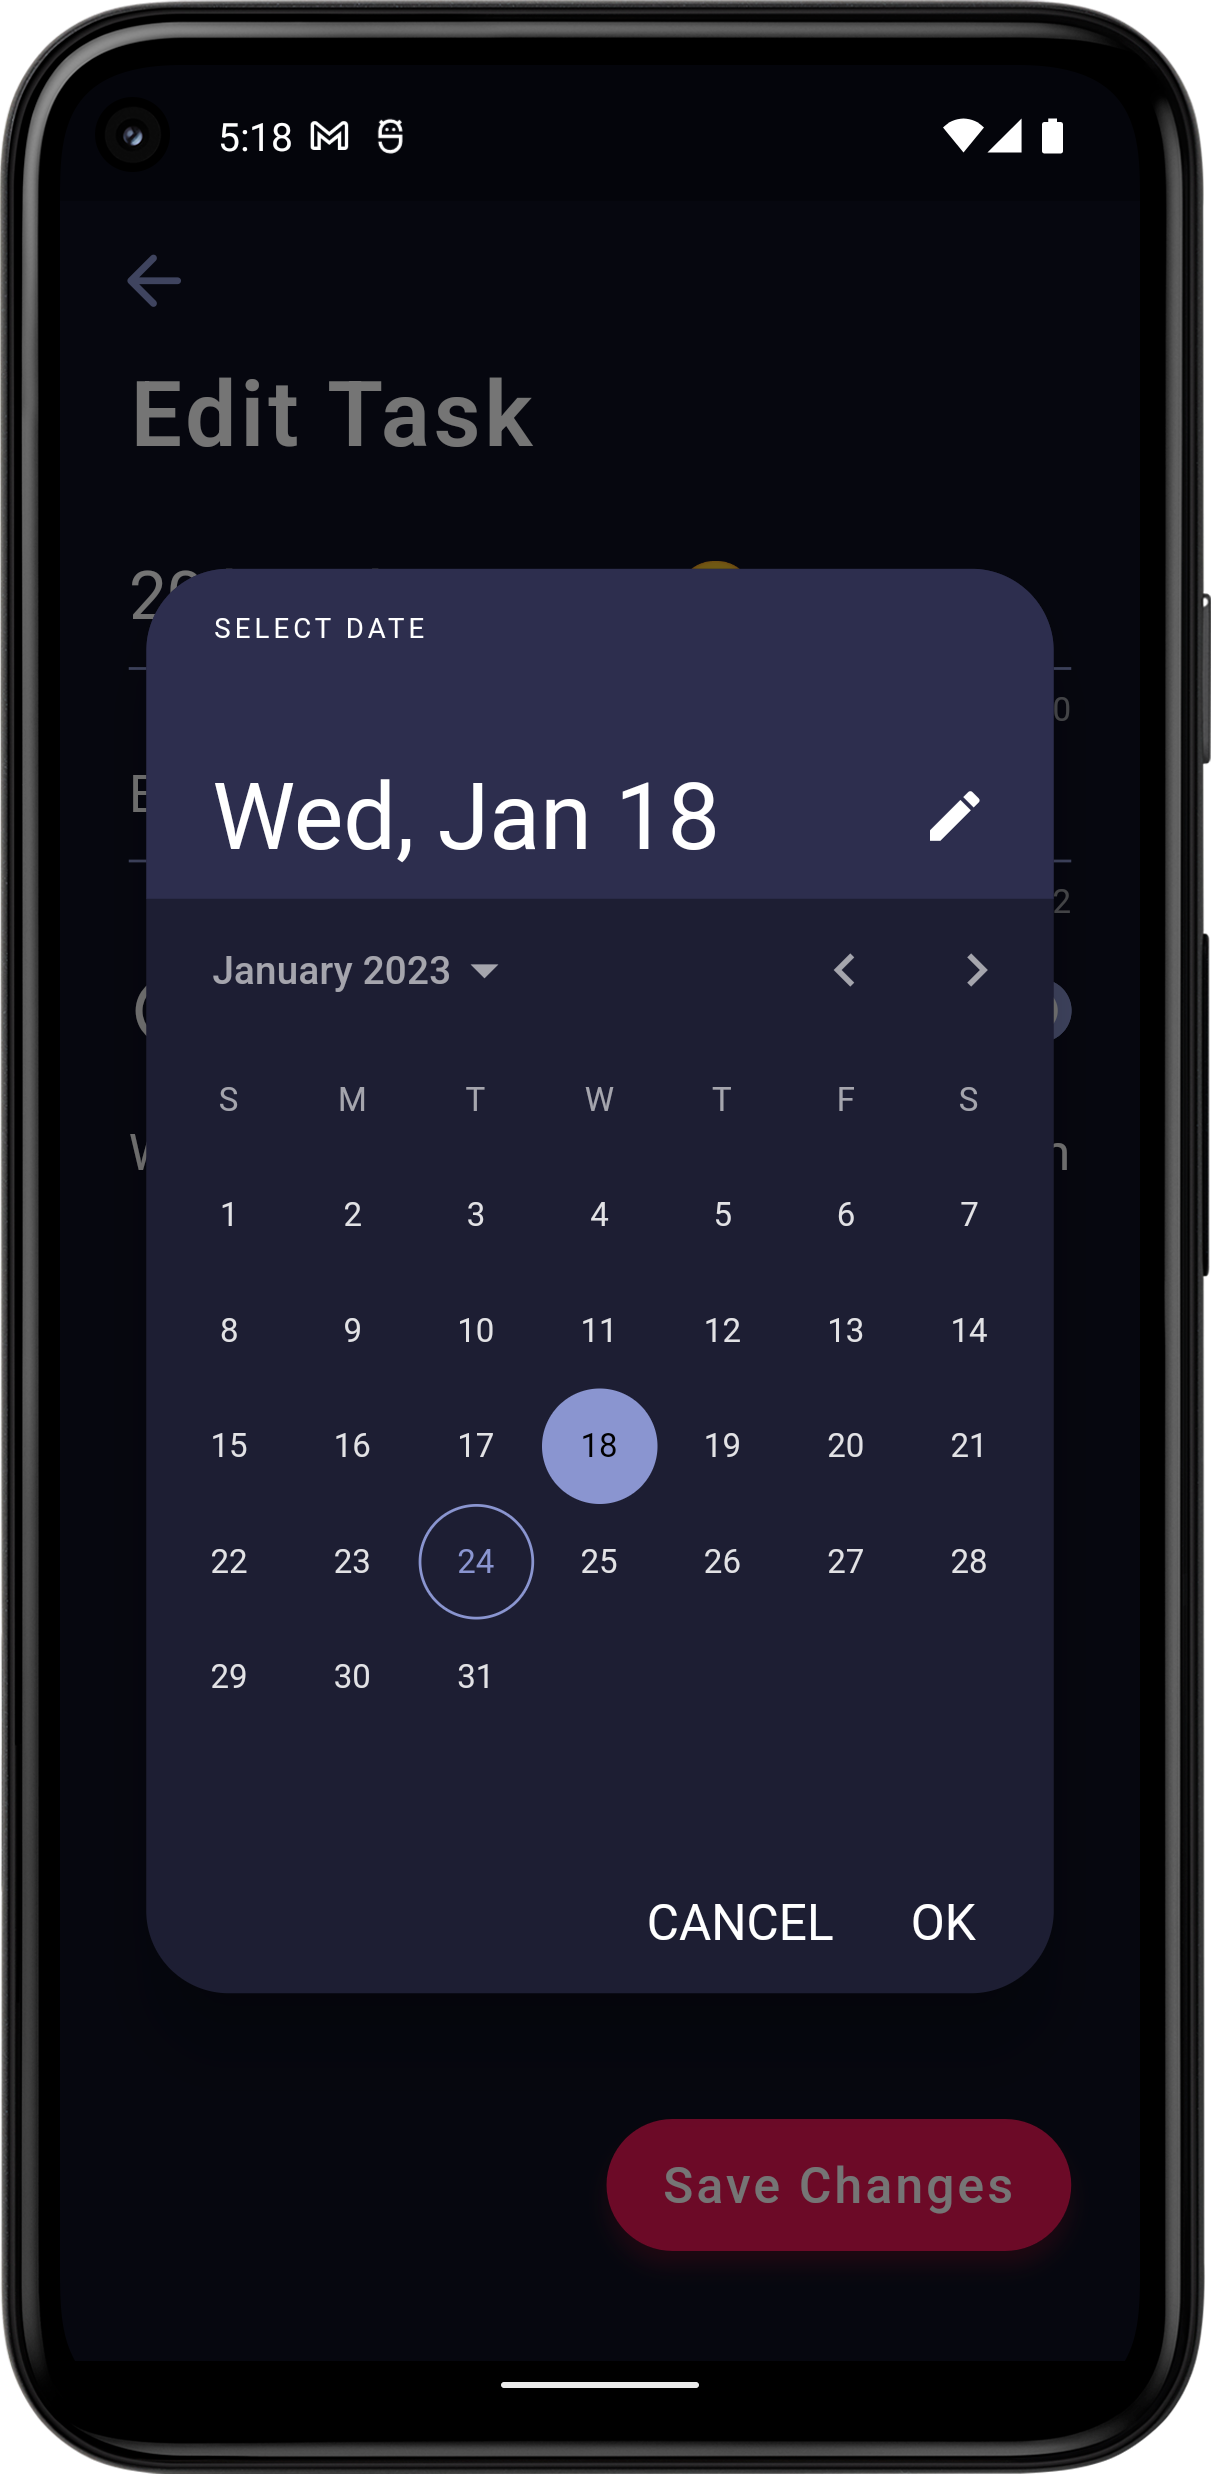 5:18
Edit Task
SELECT DATE
0
Wed, Jan 18
2
January 2023
S M T W T F S
1 2 3 4 5 6 7
8 9 10 11 12 13 14
15 16 17 18 19 20 21
22 23 24 25 26 27 28
29 30 31
CANCEL OK
Save Changes